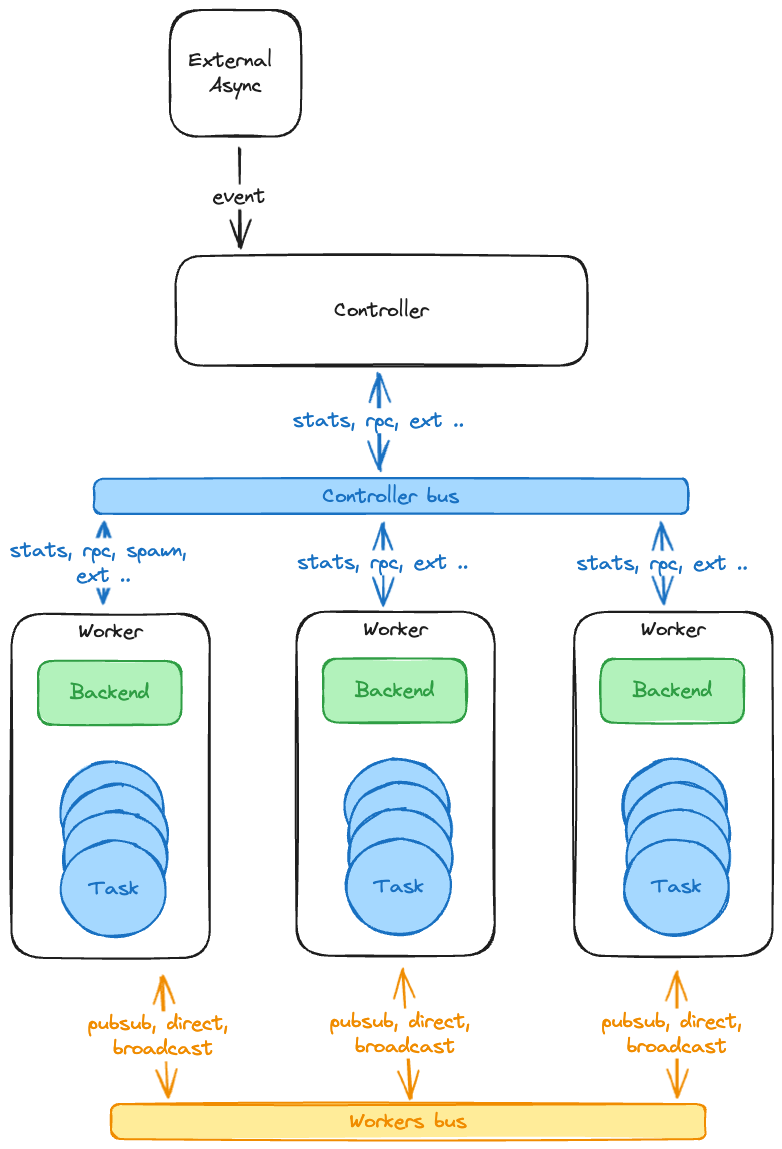 External
Async
event
Controller
stats, rpc, ext ..
Controller bus
stats, rpc, spawn,
ext ..
stats, rpc, ext ..
stats, rpc, ext ..
Worker
Worker
Worker
Backend
Backend
Backend
Task
Task
Task
pubsub, direct,
broadcast
pubsub, direct,
broadcast
pubsub, direct,
broadcast
Workers bus